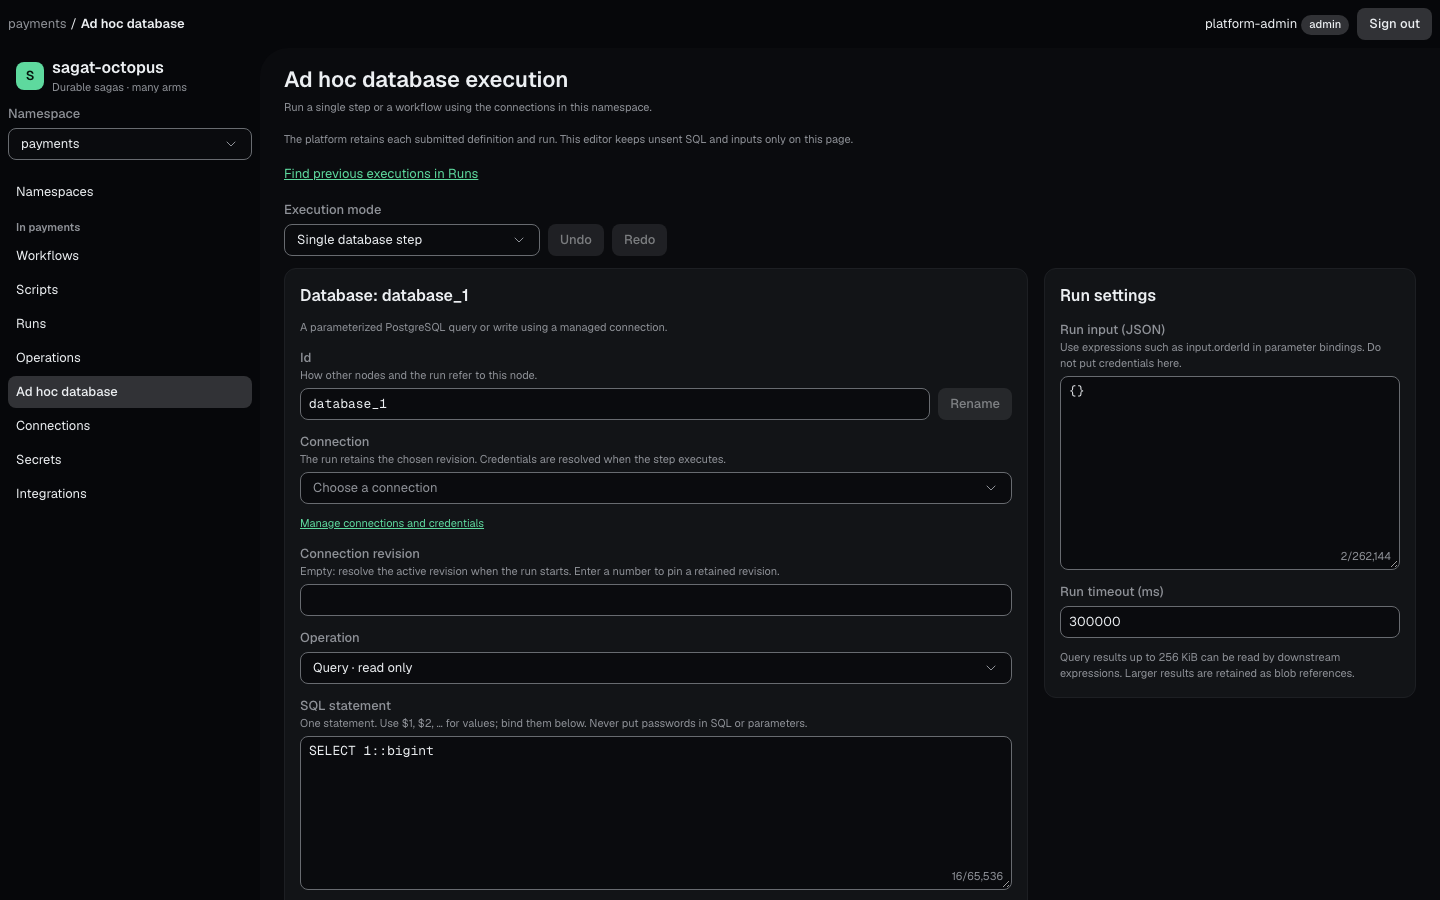 payments / Ad hoc database
platform-admin admin Sign out
S
sagat-octopus
Durable sagas · many arms
Namespace
payments
Namespaces
In payments
Workflows
Scripts
Runs
Operations
Ad hoc database
Connections
Secrets
Integrations
Ad hoc database execution
Run a single step or a workflow using the connections in this namespace.
The platform retains each submitted definition and run. This editor keeps unsent SQL and inputs only on this page.
Find previous executions in Runs
Execution mode
Single database step Undo Redo
Database: database_1
A parameterized PostgreSQL query or write using a managed connection.
Id
How other nodes and the run refer to this node.
database_1 Rename
Connection
The run retains the chosen revision. Credentials are resolved when the step executes.
Choose a connection
Manage connections and credentials
Connection revision
Empty: resolve the active revision when the run starts. Enter a number to pin a retained revision.
Operation
Query · read only
SQL statement
One statement. Use $1, $2, … for values; bind them below. Never put passwords in SQL or parameters.
SELECT 1::bigint
16/65,536
Run settings
Run input (JSON)
Use expressions such as input.orderId in parameter bindings. Do
not put credentials here.
{}
2/262,144
Run timeout (ms)
300000
Query results up to 256 KiB can be read by downstream
expressions. Larger results are retained as blob references.